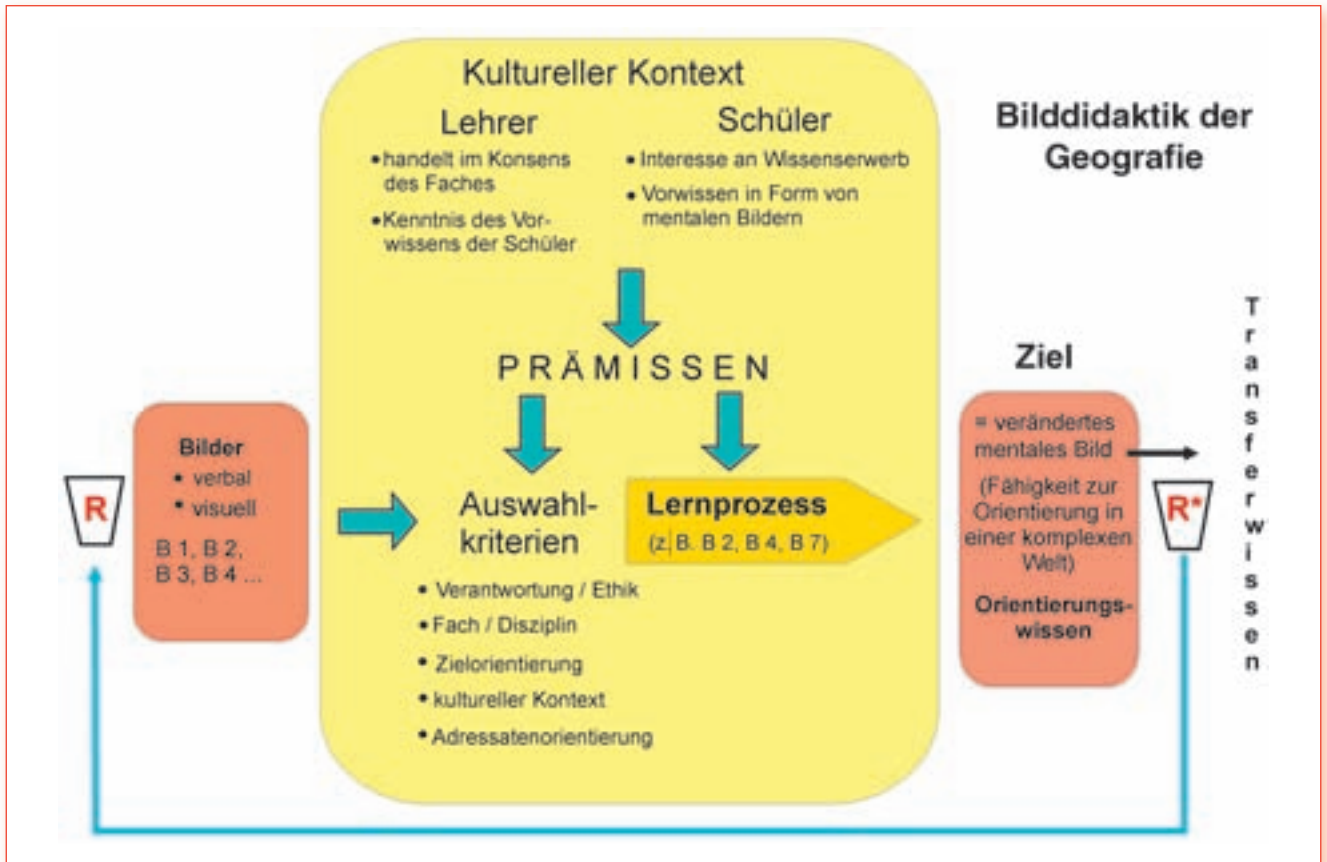 Kultureller Kontext
Lehrer
• handelt im Konsens
des Faches
• Kenntnis des Vor-
wissens der Schüler
Schüler
• Interesse an Wissenserwerb
• Vorwissen in Form von
mentalen Bildern
Bilddidaktik der
Geografie
PRÄMISSEN
R
Bilder
• verbal
• visuell
B 1, B 2,
B 3, B 4 ...
Auswahl-
kriterien
• Verantwortung / Ethik
• Fach / Disziplin
• Zielorientierung
• kultureller Kontext
• Adressatenorientierung
Lernprozess
(z. B. B 2, B 4, B 7)
Ziel
= verändertes
mentales Bild
(Fähigkeit zur
Orientierung in
einer komplexen
Welt)
Orientierungs-
wissen
R*
Transferwissen